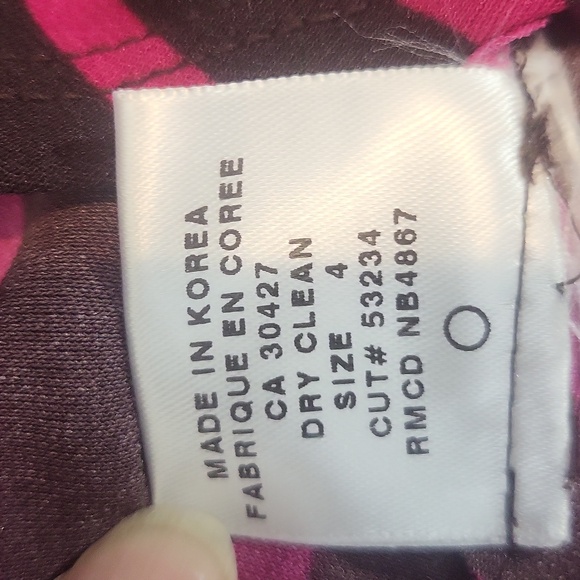 MADE IN KOREA
FABRIQUE EN COREE
CA 30427
DRY CLEAN
SIZE 4
CUT# 53234
RMCD NB4867